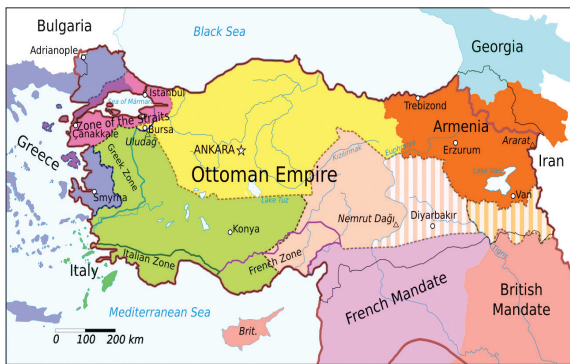 Bulgaria
Black Sea
Georgia
Adrianople
Istanbul
Sea of Mármara
Zone of the Straits
Çanakkale
Bursa
Uludağ
Trebizond
Armenia
Ararat
Erzurum
Iran
Greece
Greek Zone
ANKARA
Kızılırmak
Euphrates
Ottoman Empire
Lake Van
Van
Smyrna
Lake Tuz
Nemrut Dağı
Diyarbakır
Konya
Italian Zone
French Zone
Tigris
Italy
French Mandate
British
Mandate
Mediterranean Sea
Brit.
0 100
200 km